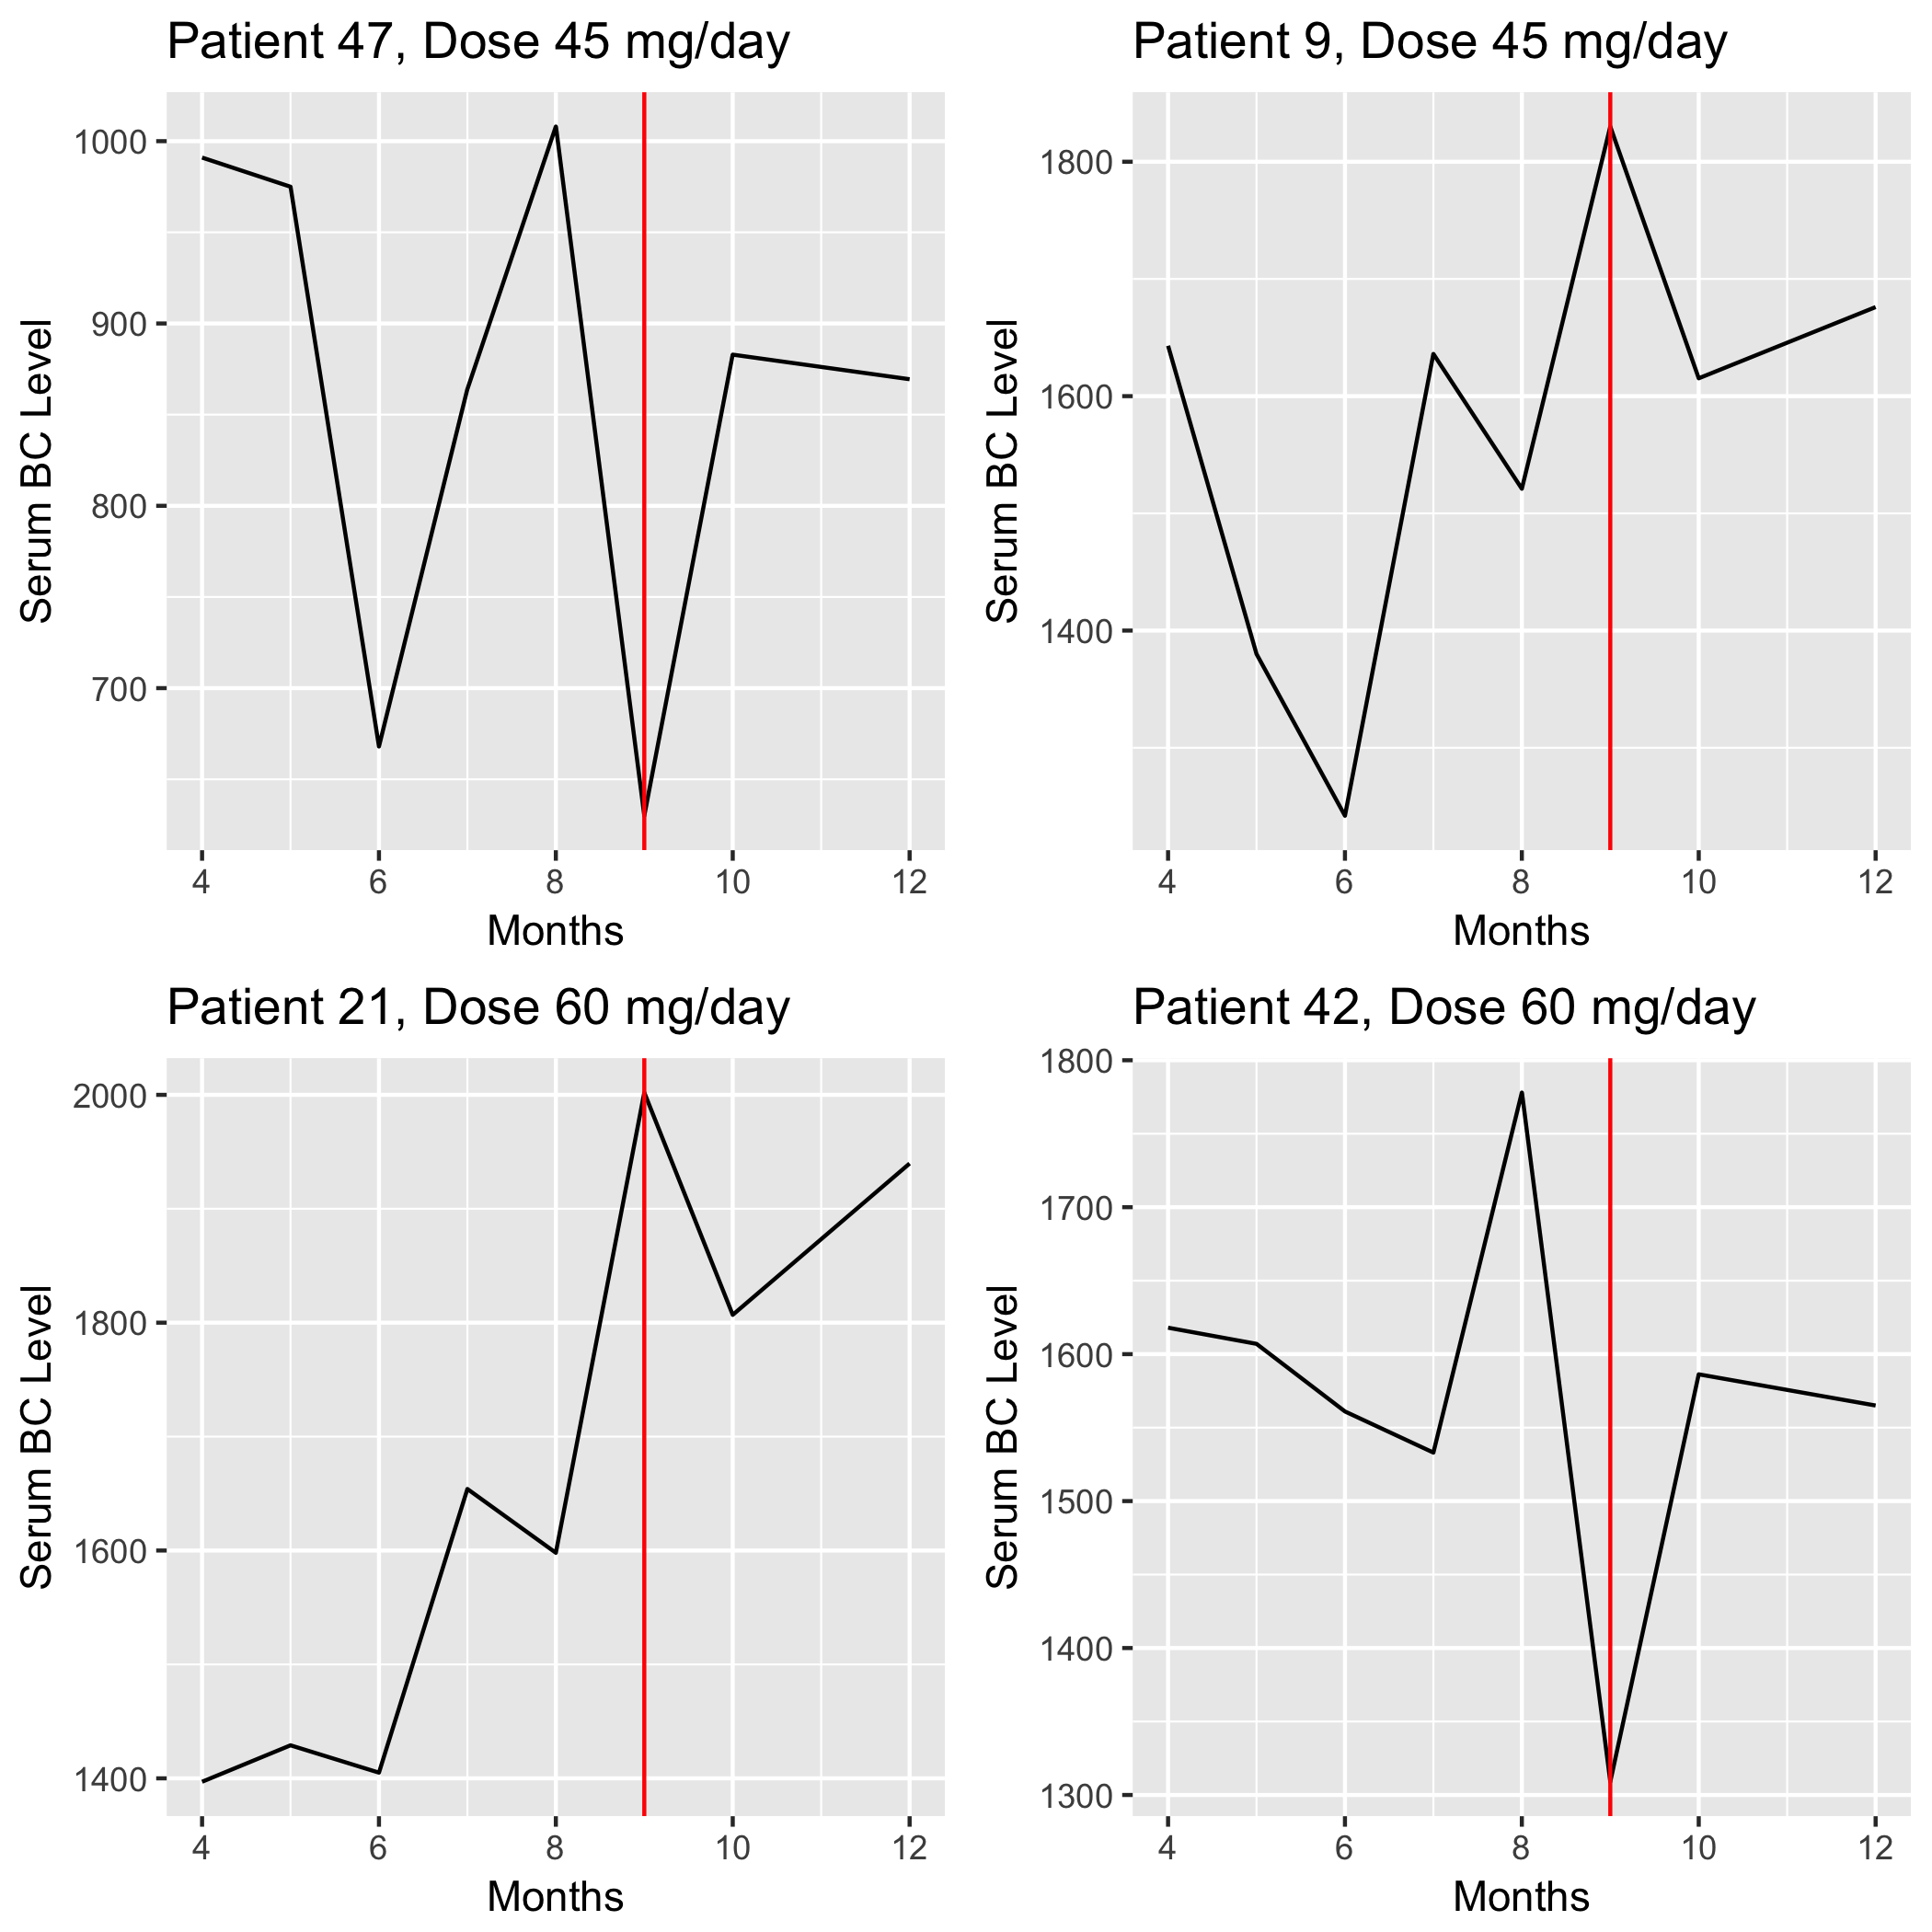 Patient 47, Dose 45 mg/day
Serum BC Level
1000
900
800
700
4 6 8 10 12
Months
Patient 9, Dose 45 mg/day
Serum BC Level
1800
1600
1400
4 6 8 10 12
Months
Patient 21, Dose 60 mg/day
Serum BC Level
2000
1800
1600
1400
4 6 8 10 12
Months
Patient 42, Dose 60 mg/day
Serum BC Level
1800
1700
1600
1500
1400
1300
4 6 8 10 12
Months